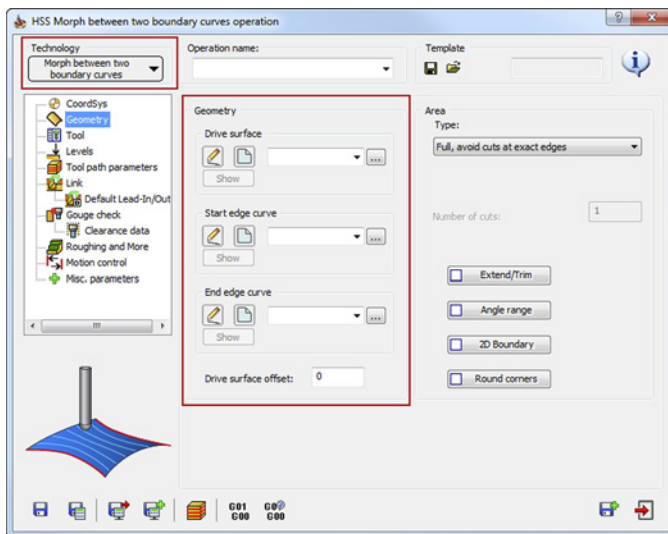 HSS Morph between two boundary curves operation
Technology
Morph between two
boundary curves
Operation name:
Template
CoordSys
Geometry
Tool
Levels
Tool path parameters
Link
Default Lead-In/Out
Gouge check
Clearance data
Roughing and More
Motion control
Misc. parameters
Geometry
Drive surface
...
Show
Start edge curve
...
Show
End edge curve
...
Show
Drive surface offset:
0
Area
Type:
Full, avoid cuts at exact edges
Number of cuts:
1
Extend/Trim
Angle range
2D Boundary
Round corners
G01
G00
G00